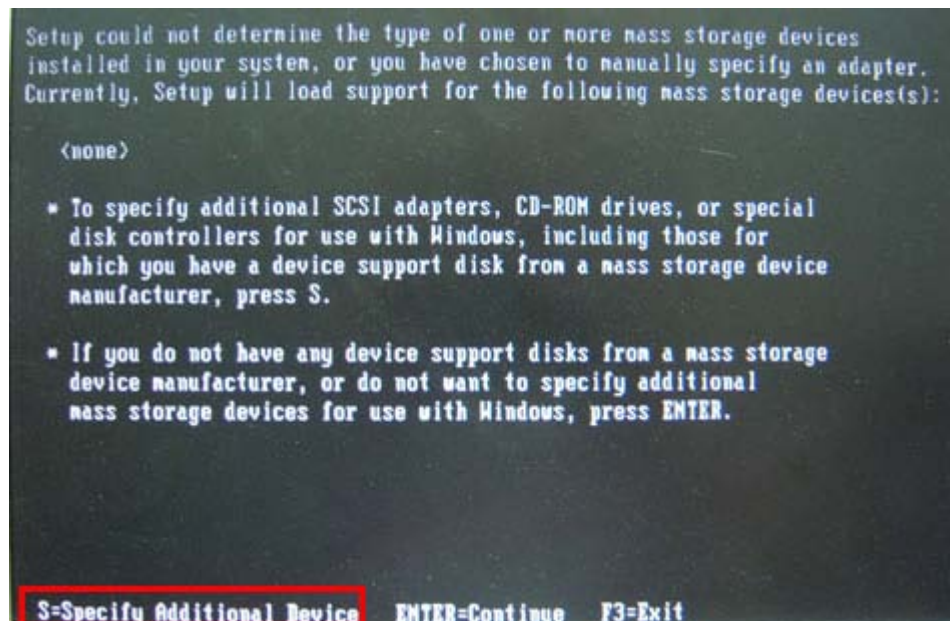 Setup could not determine the type of one or more mass storage devices
installed in your system, or you have chosen to manually specify an adapter.
Currently, Setup will load support for the following mass storage devices(s):
<none>
* To specify additional SCSI adapters, CD-ROM drives, or special
disk controllers for use with Windows, including those for
which you have a device support disk from a mass storage device
manufacturer, press S.
* If you do not have any device support disks from a mass storage
device manufacturer, or do not want to specify additional
mass storage devices for use with Windows, press ENTER.
S=Specify Additional Device ENTER=Continue F3=Exit